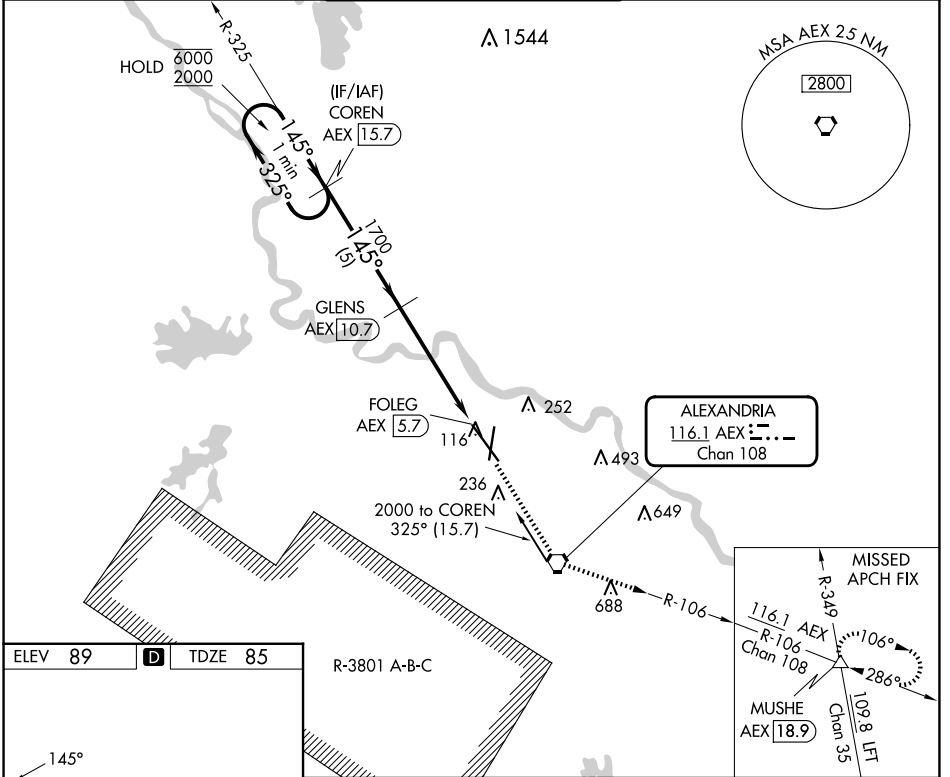 R-325
1544
MSA AEX 25 NM
2800
HOLD 6000
2000
(IF/IAF)
COREN
AEX 15.7
145°
1 min
325°
1700
145°
(5)
GLENS
AEX 10.7
FOLEG
AEX 5.7
116
252
493
236
649
ALEXANDRIA
116.1 AEX
Chan 108
2000 to COREN
325° (15.7)
688
R-106
MISSED
APCH FIX
R-349
116.1 AEX
R-106
Chan 108
106°
286°
MUSHE
AEX 18.9
109.8 LFT
Chan 35
R-3801 A-B-C
ELEV 89 D TDZE 85
145°